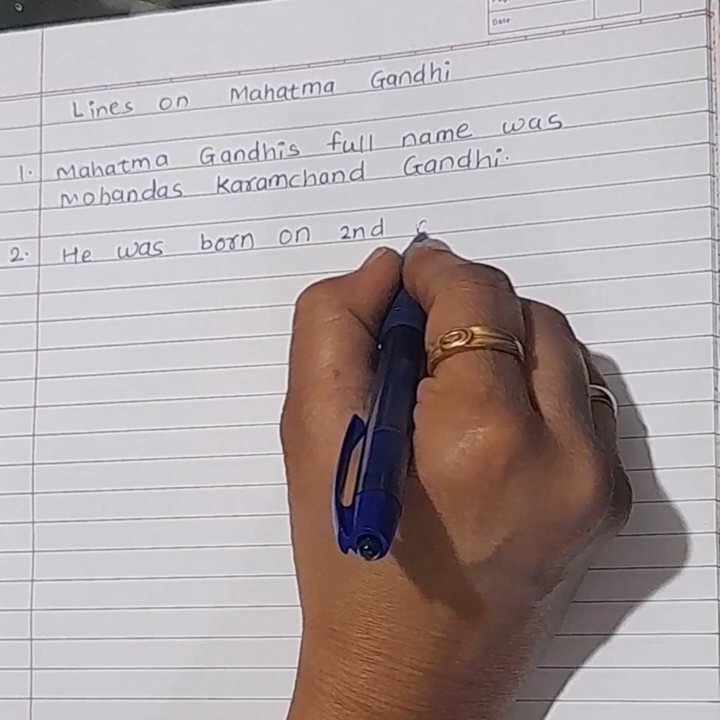 Date
Lines on Mahatma Gandhi
1. Mahatma Gandhis full name was
Mohandas Karamchand Gandhi.
2. He was born on 2nd